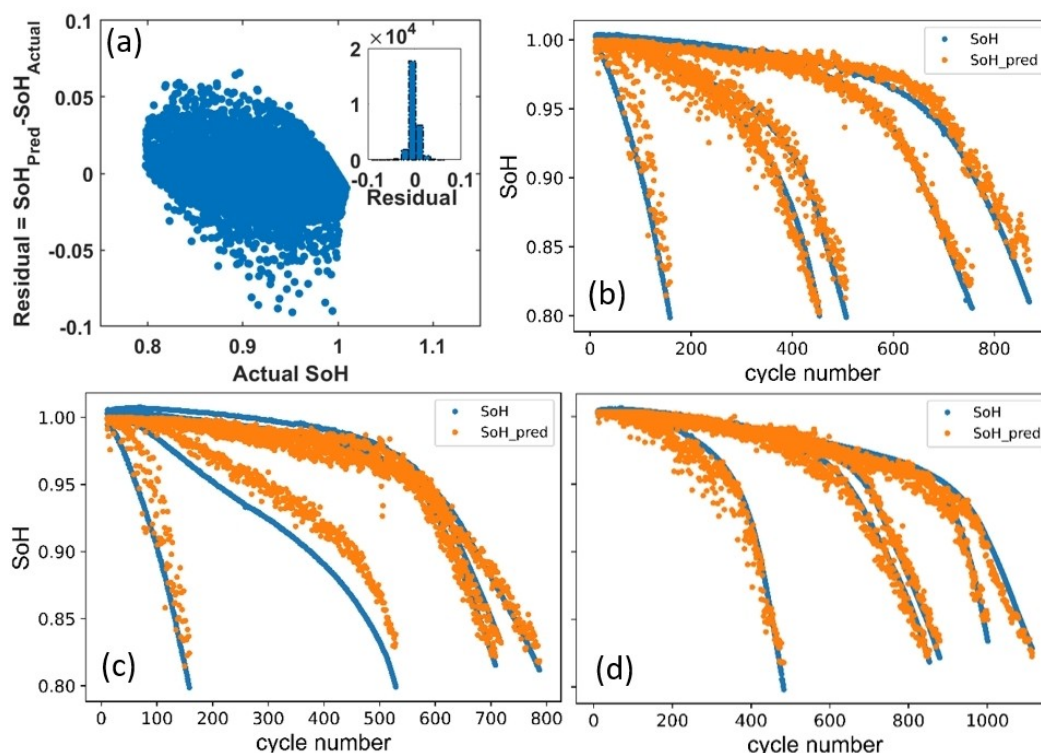 (a)
0.1
0.05
0
-0.05
-0.1
0.8
0.9
1
1.1
Residual = SoH_Pred-SoH_Actual
Actual SoH
×10^4
2
1
0
-0.1
0
0.1
Residual
(b)
SoH
SoH_pred
1.00
0.95
0.90
0.85
0.80
SoH
0
200
400
600
800
cycle number
(c)
SoH
SoH_pred
1.00
0.95
0.90
0.85
0.80
SoH
0
100
200
300
400
500
600
700
800
cycle number
(d)
SoH
SoH_pred
0
200
400
600
800
1000
cycle number